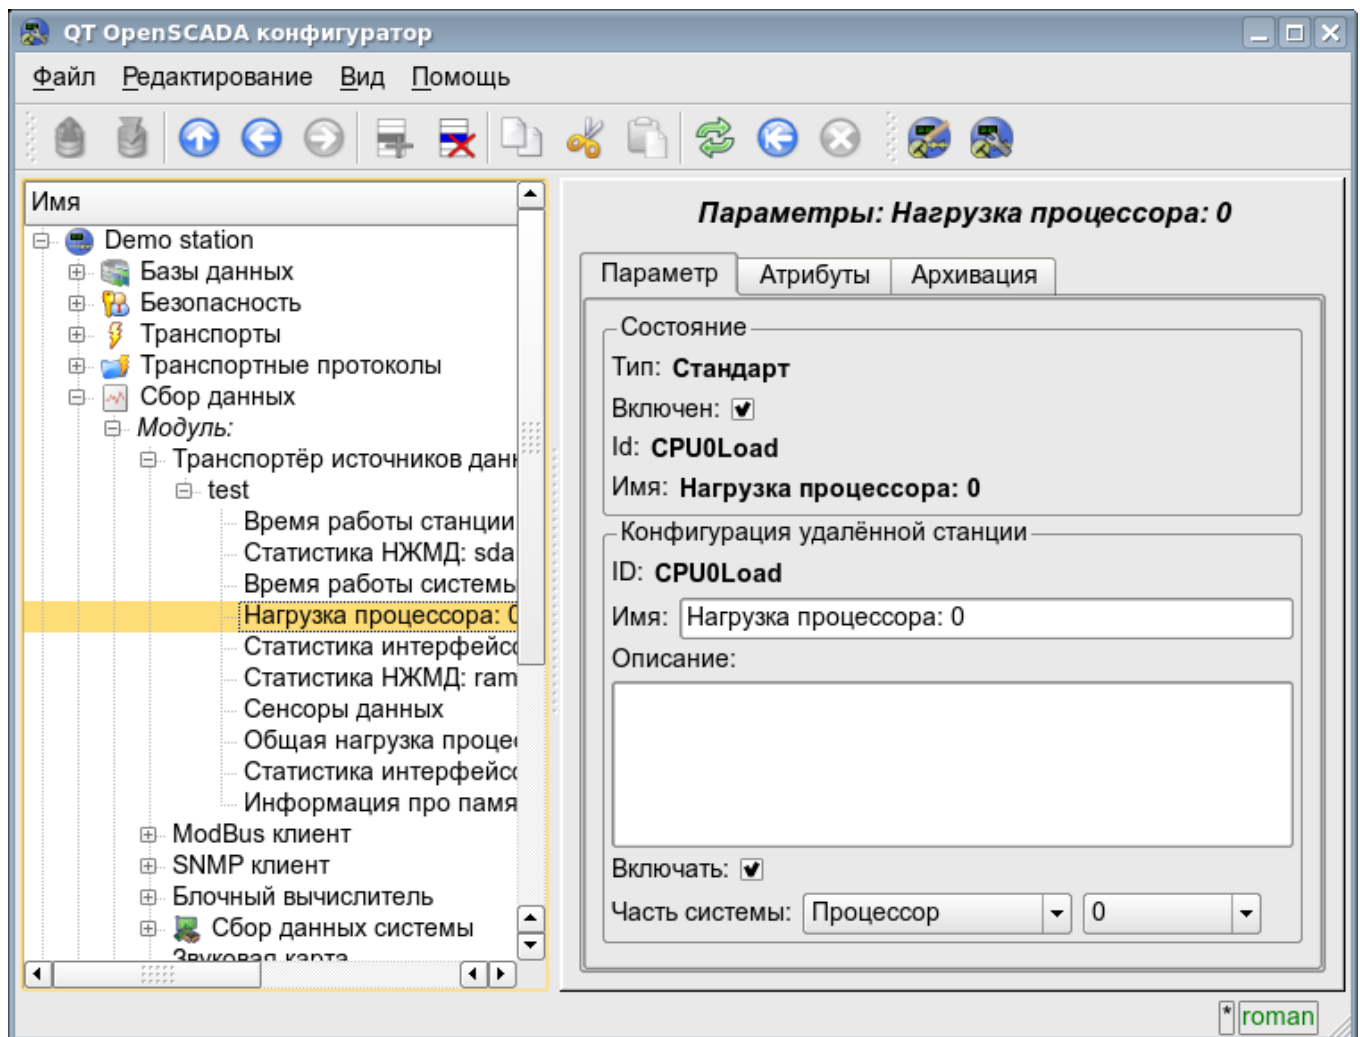 QT OpenSCADA конфигуратор
Файл Редактирование Вид Помощь
Имя
Demo station
Базы данных
Безопасность
Транспорты
Транспортные протоколы
Сбор данных
Модуль:
Транспортёр источников дан
test
Время работы станции
Статистика НЖМД: sda
Время работы системы
Нагрузка процессора: 0
Статистика интерфейс
Статистика НЖМД: ram
Сенсоры данных
Общая нагрузка проце
Статистика интерфейс
Информация про памя
ModBus клиент
SNMP клиент
Блочный вычислитель
Сбор данных системы
Звуковая карта
Параметры: Нагрузка процессора: 0
Параметр Атрибуты Архивация
Состояние
Тип: Стандарт
Включен:
Id: CPU0Load
Имя: Нагрузка процессора: 0
Конфигурация удалённой станции
ID: CPU0Load
Имя: Нагрузка процессора: 0
Описание:
Включать:
Часть системы: Процессор 0
* roman